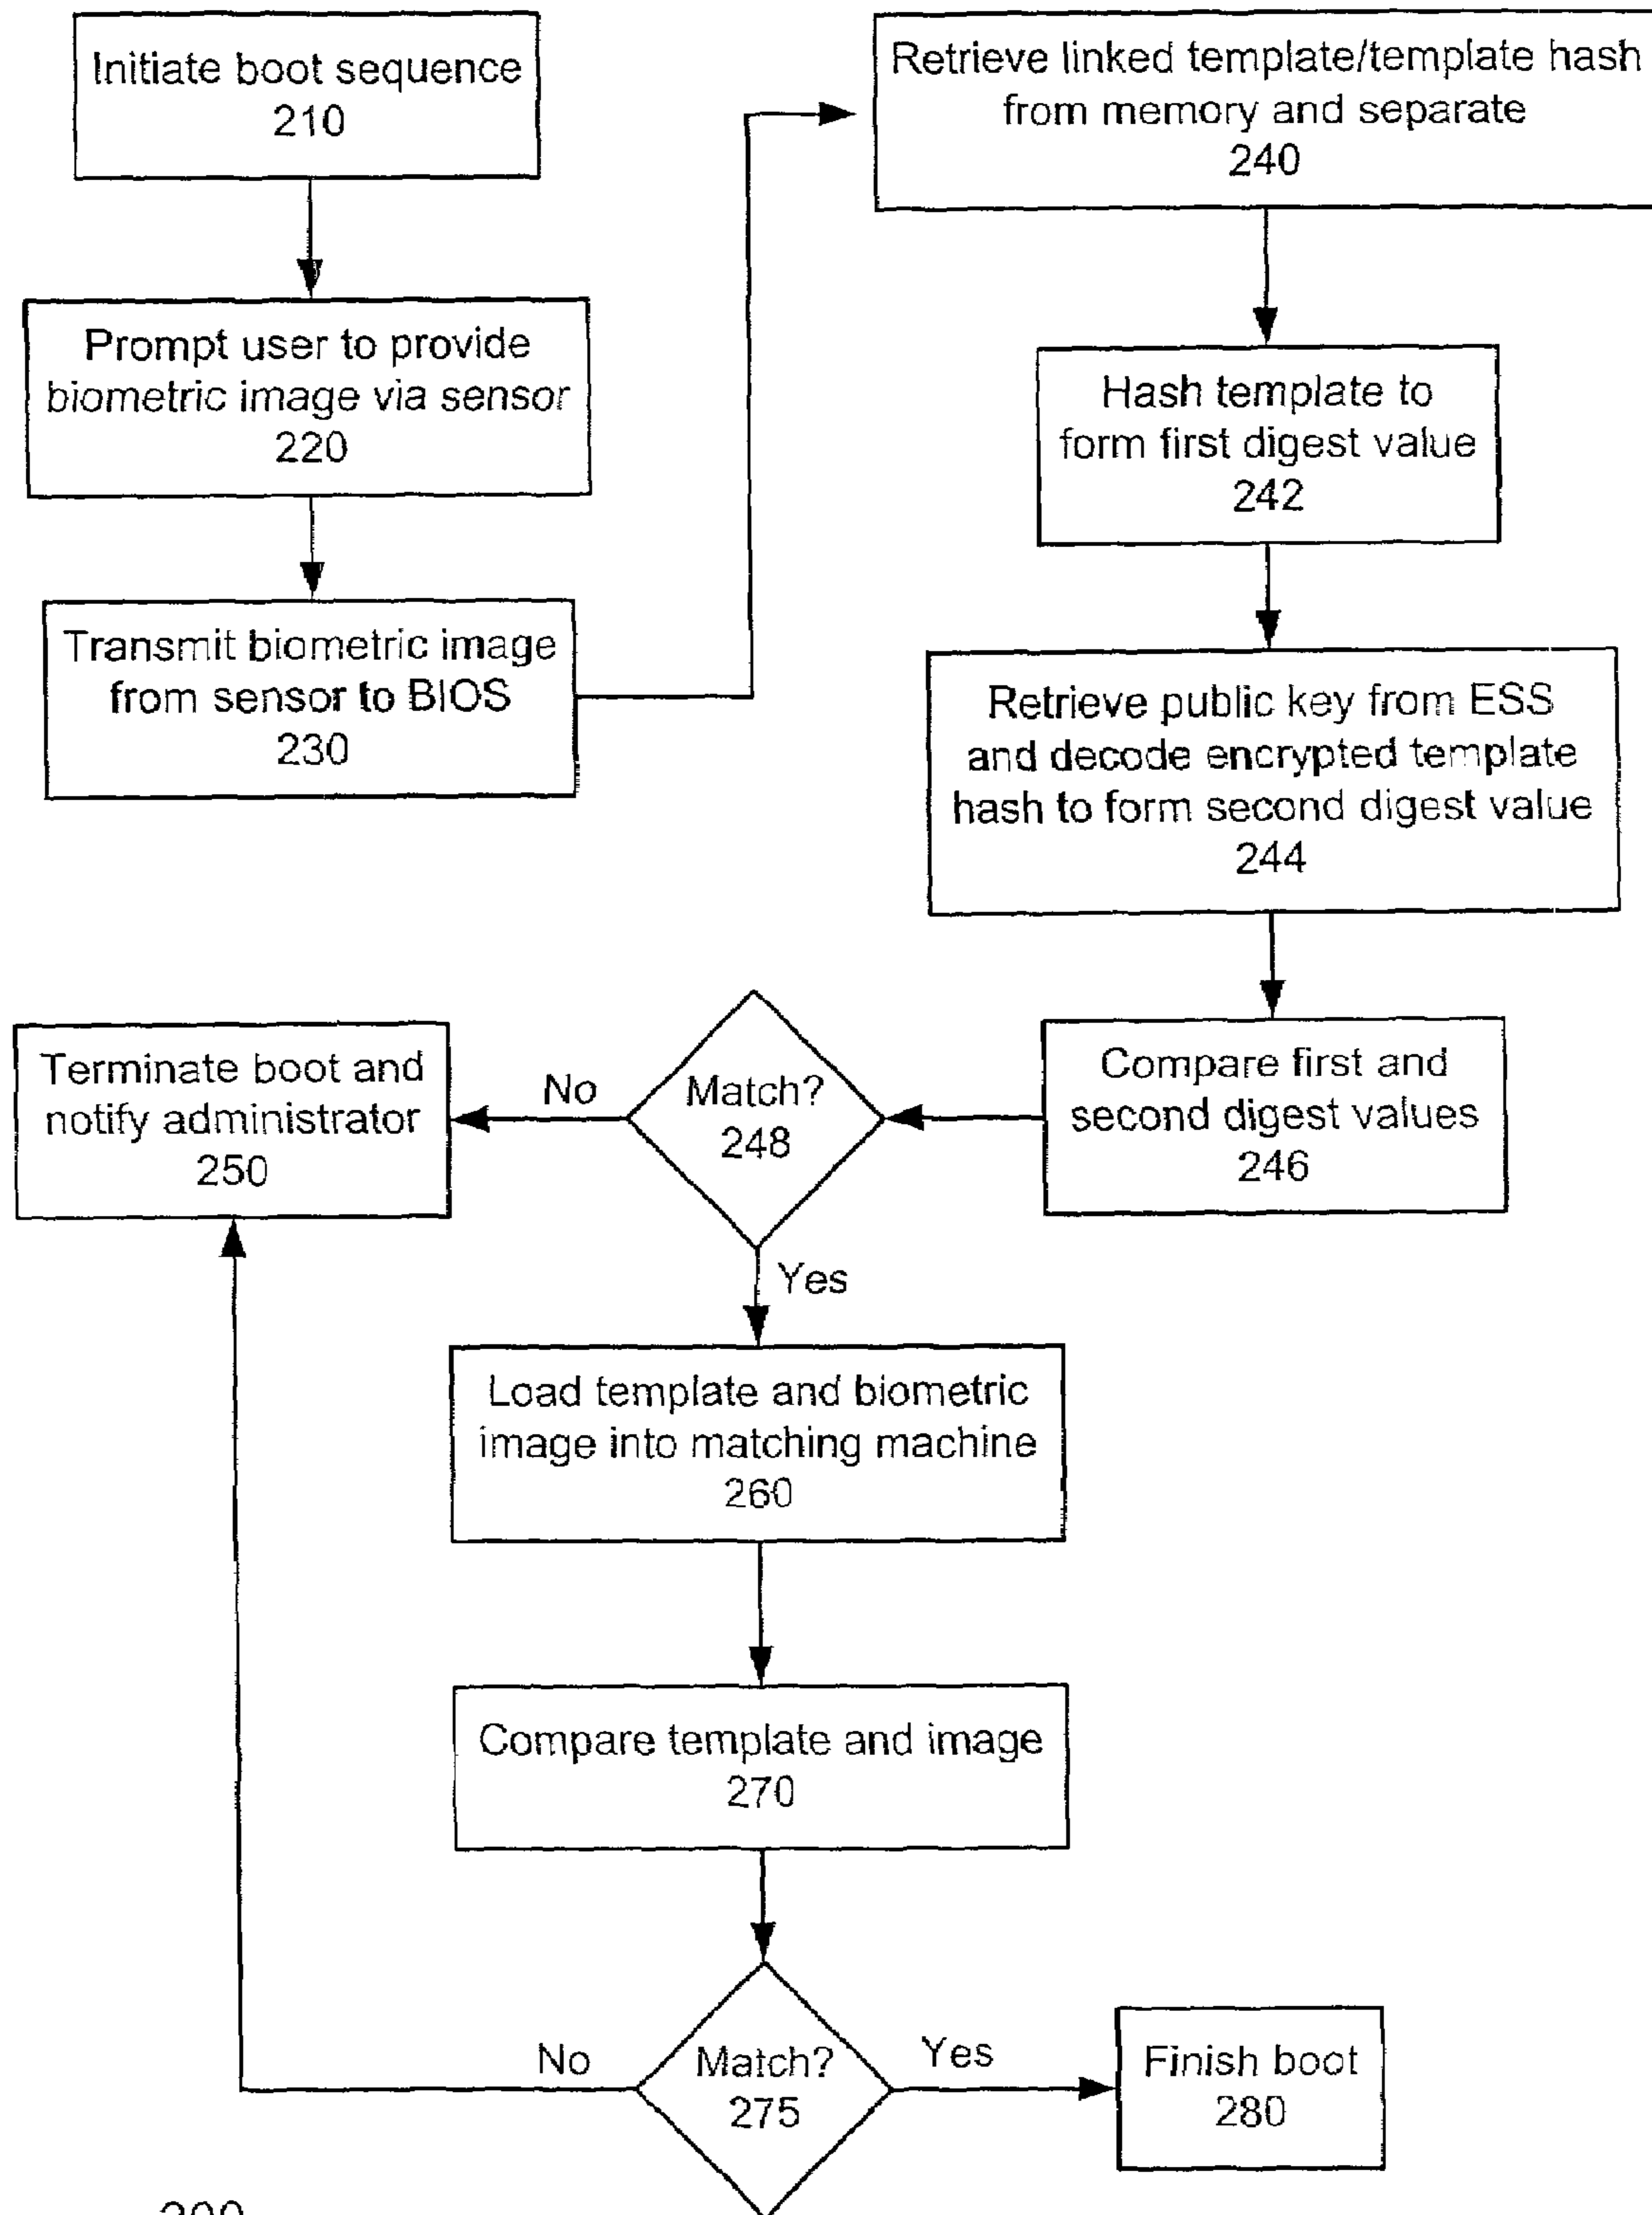 Initiate boot sequence
210
Prompt user to provide
biometric image via sensor
220
Transmit biometric image
from sensor to BIOS
230
Retrieve linked template/template hash
from memory and separate
240
Hash template to
form first digest value
242
Retrieve public key from ESS
and decode encrypted template
hash to form second digest value
244
Compare first and
second digest values
246
Match?
248
No
Yes
Terminate boot and
notify administrator
250
Load template and biometric
image into matching machine
260
Compare template and image
270
Match?
275
No
Yes
Finish boot
280